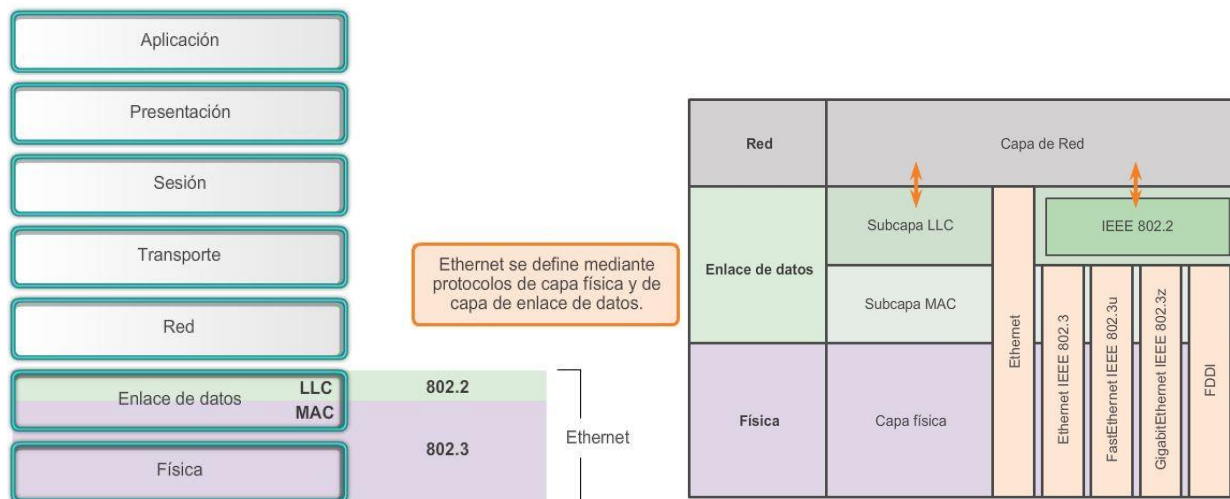 Aplicación
Presentación
Sesión
Transporte
Red
Enlace de datos
LLC
MAC
802.2
802.3
Física
Ethernet
Ethernet se define mediante
protocolos de capa física y de
capa de enlace de datos.
Red
Capa de Red
Enlace de datos
Subcapa LLC
IEEE 802.2
Subcapa MAC
Física
Capa física
Ethernet
Ethernet IEEE 802.3
FastEthernet IEEE 802.3u
GigabitEthernet IEEE 802.3z
FDDI